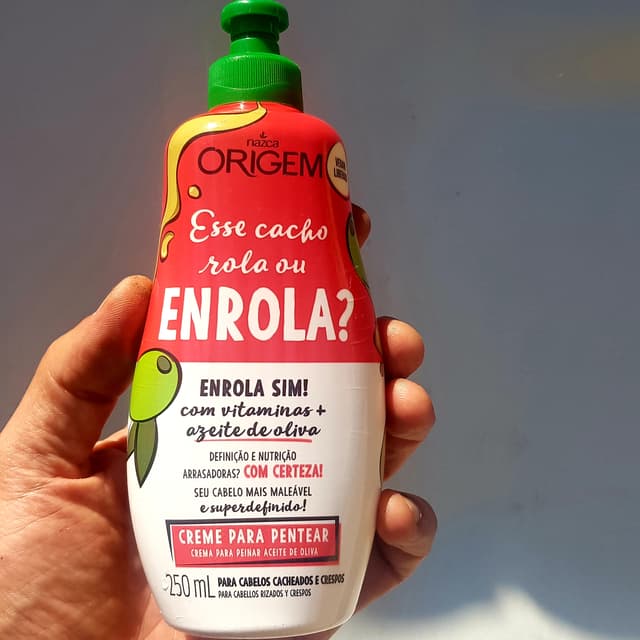 nazca
ORIGEM
Esse cacho
rola ou
ENROLA?
ENROLA SIM!
com vitaminas +
azeite de oliva
DEFINIÇÃO E NUTRIÇÃO
ARRASADORAS? COM CERTEZA!
SEU CABELO MAIS MALEÁVEL
e superdefinido!
CREME PARA PENTEAR
CREMA PARA PEINAR ACEITE DE OLIVA
250 mL
PARA CABELOS CACHEADOS E CRESPOS
PARA CABELLOS RIZADOS Y CRESPOS